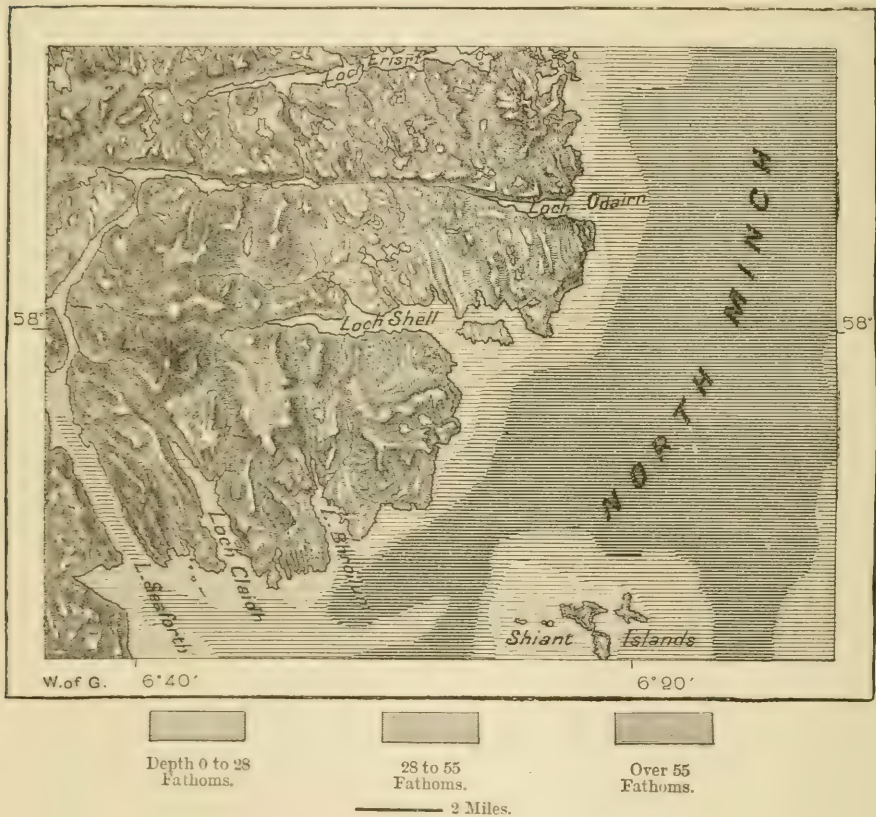 Loch Erisrt
Loch Odairn
NORTH MINCH
58°
58°
Loch Shell
L. Bhrollum
Loch Claidh
L. Seaforth
Shiant Islands
W. of G.
6°40'
6°20'
Depth 0 to 28
Fathoms.
28 to 55
Fathoms.
Over 55
Fathoms.
2 Miles.